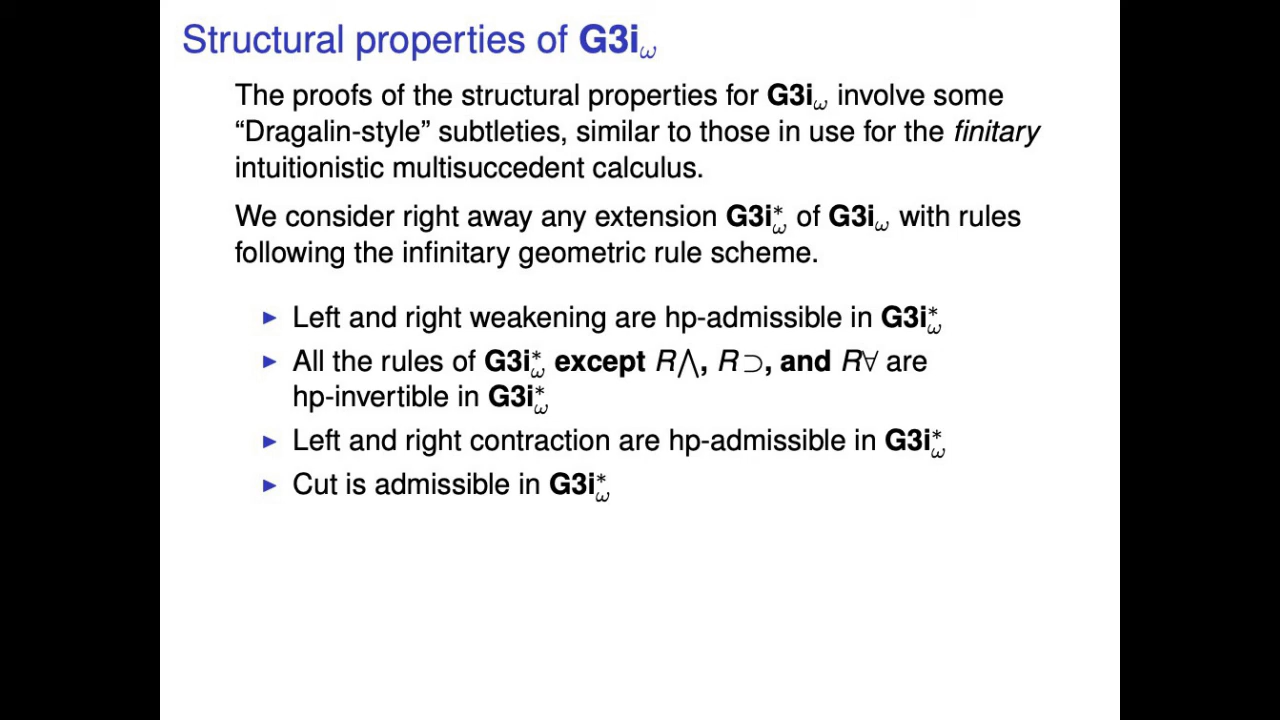 Structural properties of G3iω
The proofs of the structural properties for G3iω involve some
“Dragalin-style” subtleties, similar to those in use for the finitary
intuitionistic multisuccedent calculus.
We consider right away any extension G3i*ω of G3iω with rules
following the infinitary geometric rule scheme.
▶ Left and right weakening are hp-admissible in G3i*ω
▶ All the rules of G3i*ω except R⋀, R⊃, and R∀ are
hp-invertible in G3i*ω
▶ Left and right contraction are hp-admissible in G3i*ω
▶ Cut is admissible in G3i*ω